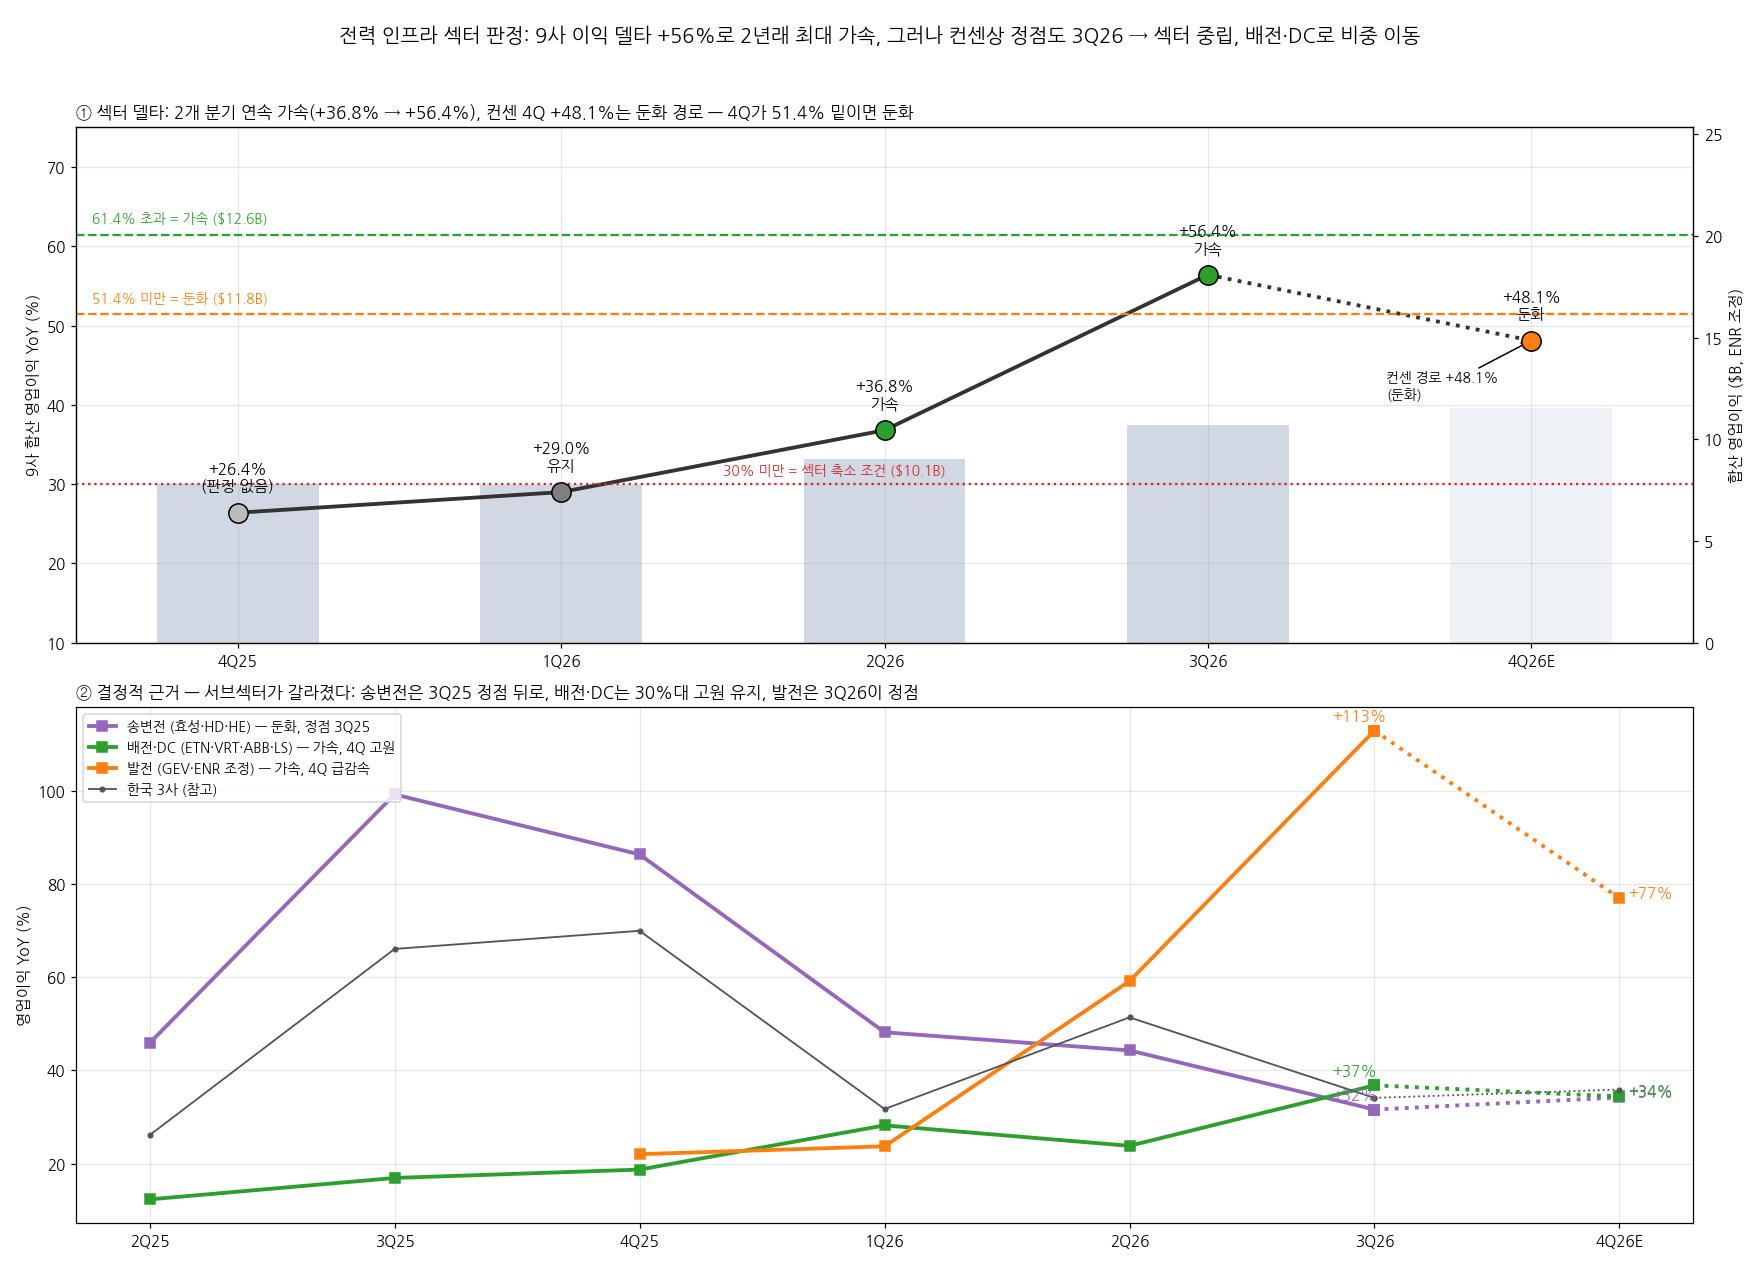 전력 인프라 섹터 판정: 9사 이익 델타 +56%로 2년래 최대 가속, 그러나 컨센상 정점도 3Q26 → 섹터 중립, 배전·DC로 비중 이동
① 섹터 델타: 2개 분기 연속 가속(+36.8% → +56.4%), 컨센 4Q +48.1%는 둔화 경로 — 4Q가 51.4% 밑이면 둔화
9사 합산 영업이익 YoY (%)
합산 영업이익 ($B, ENR 조정)
70
60
50
40
30
20
10
25
20
15
10
5
0
61.4% 초과 = 가속 ($12.6B)
51.4% 미만 = 둔화 ($11.8B)
30% 미만 = 섹터 축소 조건 ($10.1B)
+26.4%
(판정 없음)
+29.0%
유지
+36.8%
가속
+56.4%
가속
+48.1%
둔화
컨센 경로 +48.1%
(둔화)
4Q25
1Q26
2Q26
3Q26
4Q26E
② 결정적 근거 — 서브섹터가 갈라졌다: 송변전은 3Q25 정점 뒤로, 배전·DC는 30%대 고원 유지, 발전은 3Q26이 정점
영업이익 YoY (%)
100
80
60
40
20
송변전 (효성·HD·HE) — 둔화, 정점 3Q25
배전·DC (ETN·VRT·ABB·LS) — 가속, 4Q 고원
발전 (GEV·ENR 조정) — 가속, 4Q 급감속
한국 3사 (참고)
+113%
+77%
+37%
+32%
+34%
2Q25
3Q25
4Q25
1Q26
2Q26
3Q26
4Q26E